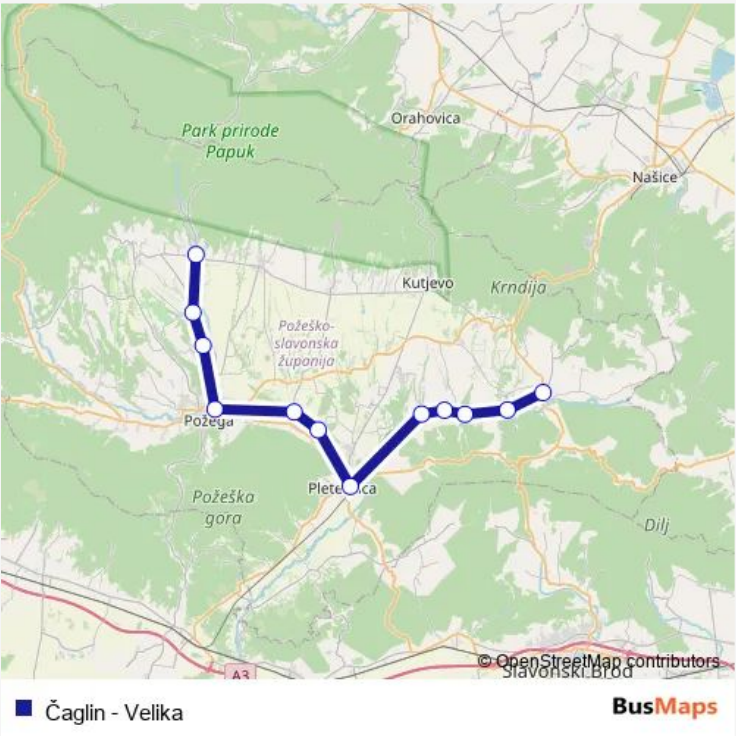 Orahovica
Park prirode
Papuk
Našice
Kutjevo
Krndija
Požeško-
slavonska
županija
Požega
Pletenica
Požeška
gora
Dilj
© OpenStreetMap contributors
Slavonski Brod
A3
Čaglin - Velika
BusMaps